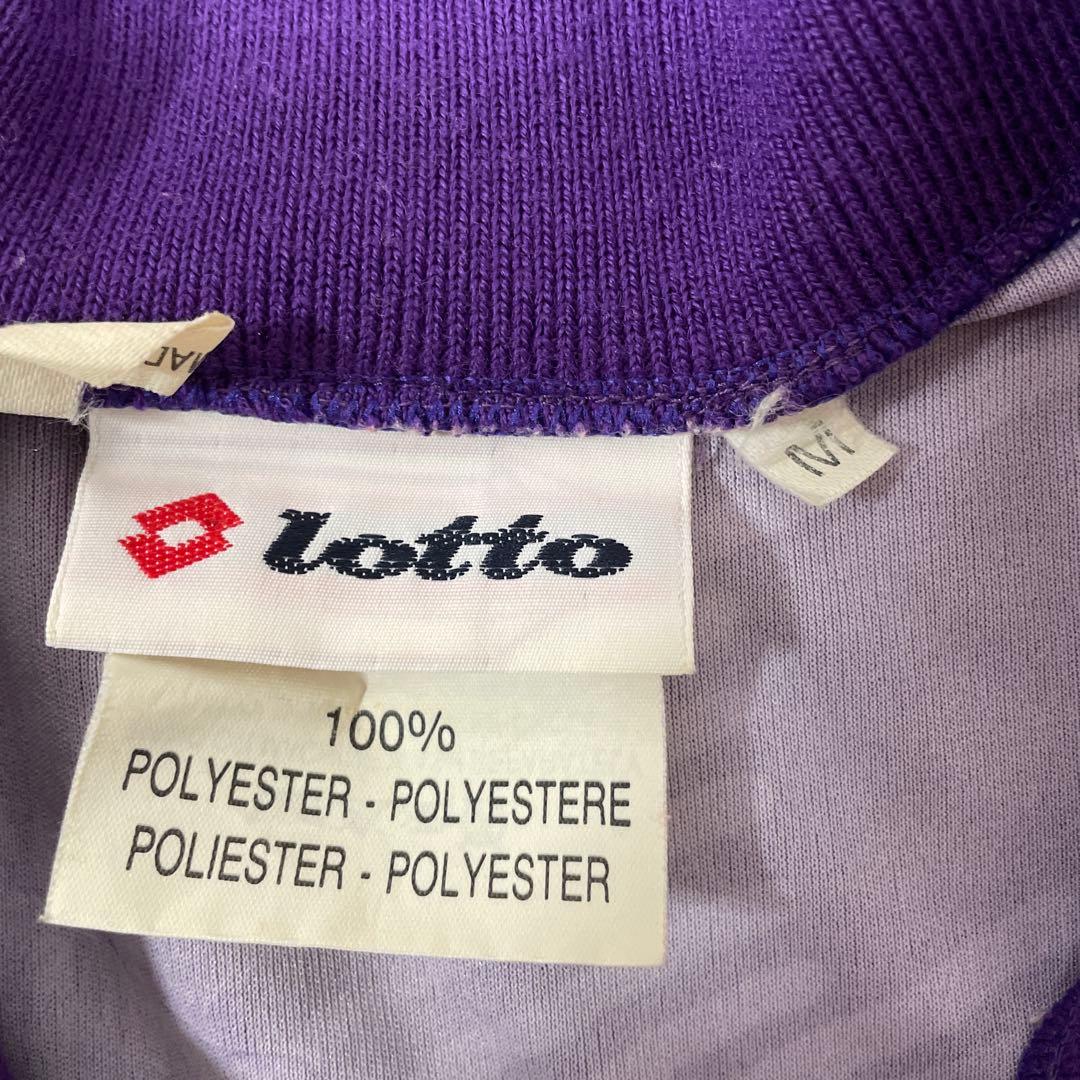 lotto
M
100%
POLYESTER - POLYESTERE
POLIESTER - POLYESTER